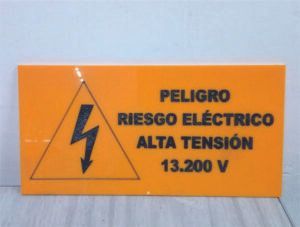 PELIGRO
RIESGO ELÉCTRICO
ALTA TENSIÓN
13.200 V